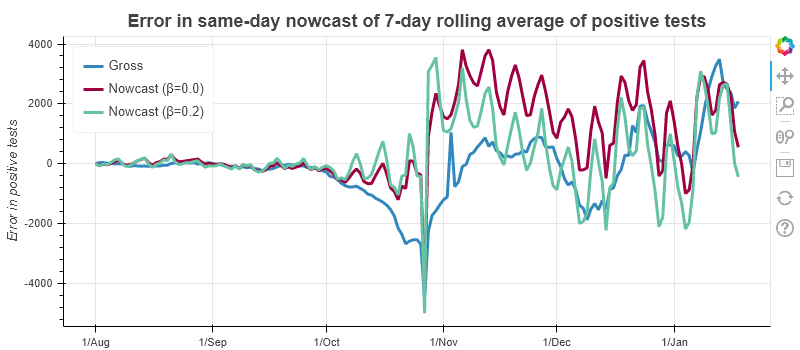 Error in same-day nowcast of 7-day rolling average of positive tests
Error in positive tests
4000
2000
0
-2000
-4000
Gross
Nowcast (β=0.0)
Nowcast (β=0.2)
1/Aug
1/Sep
1/Oct
1/Nov
1/Dec
1/Jan